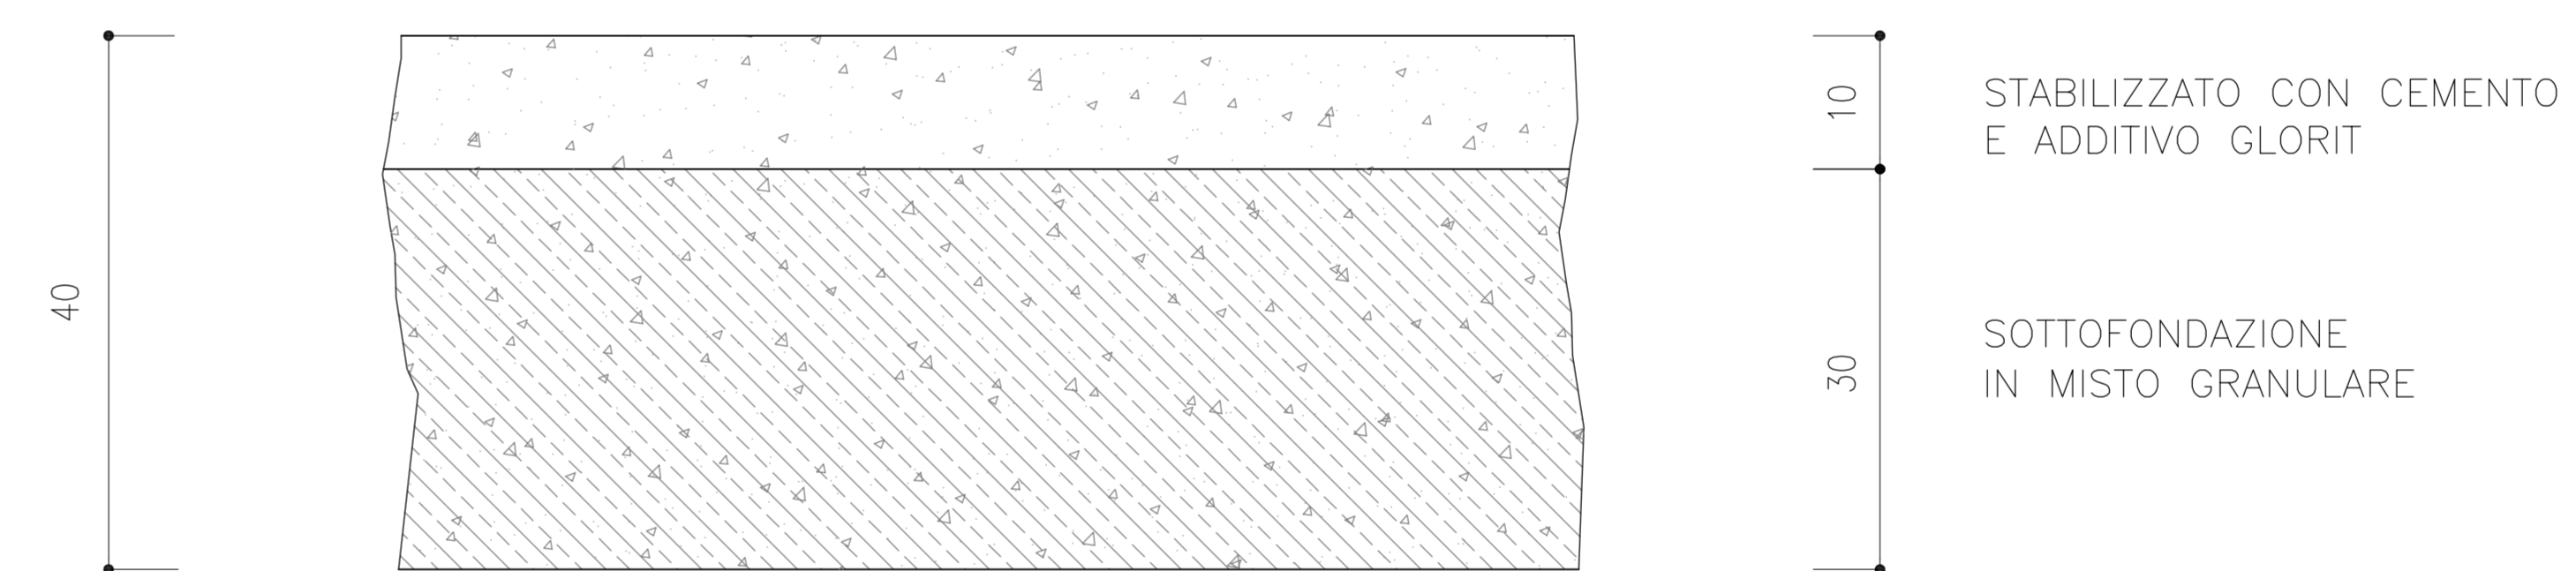 40
10
STABILIZZATO CON CEMENTO
E ADDITIVO GLORIT
30
SOTTOFONDAZIONE
IN MISTO GRANULARE